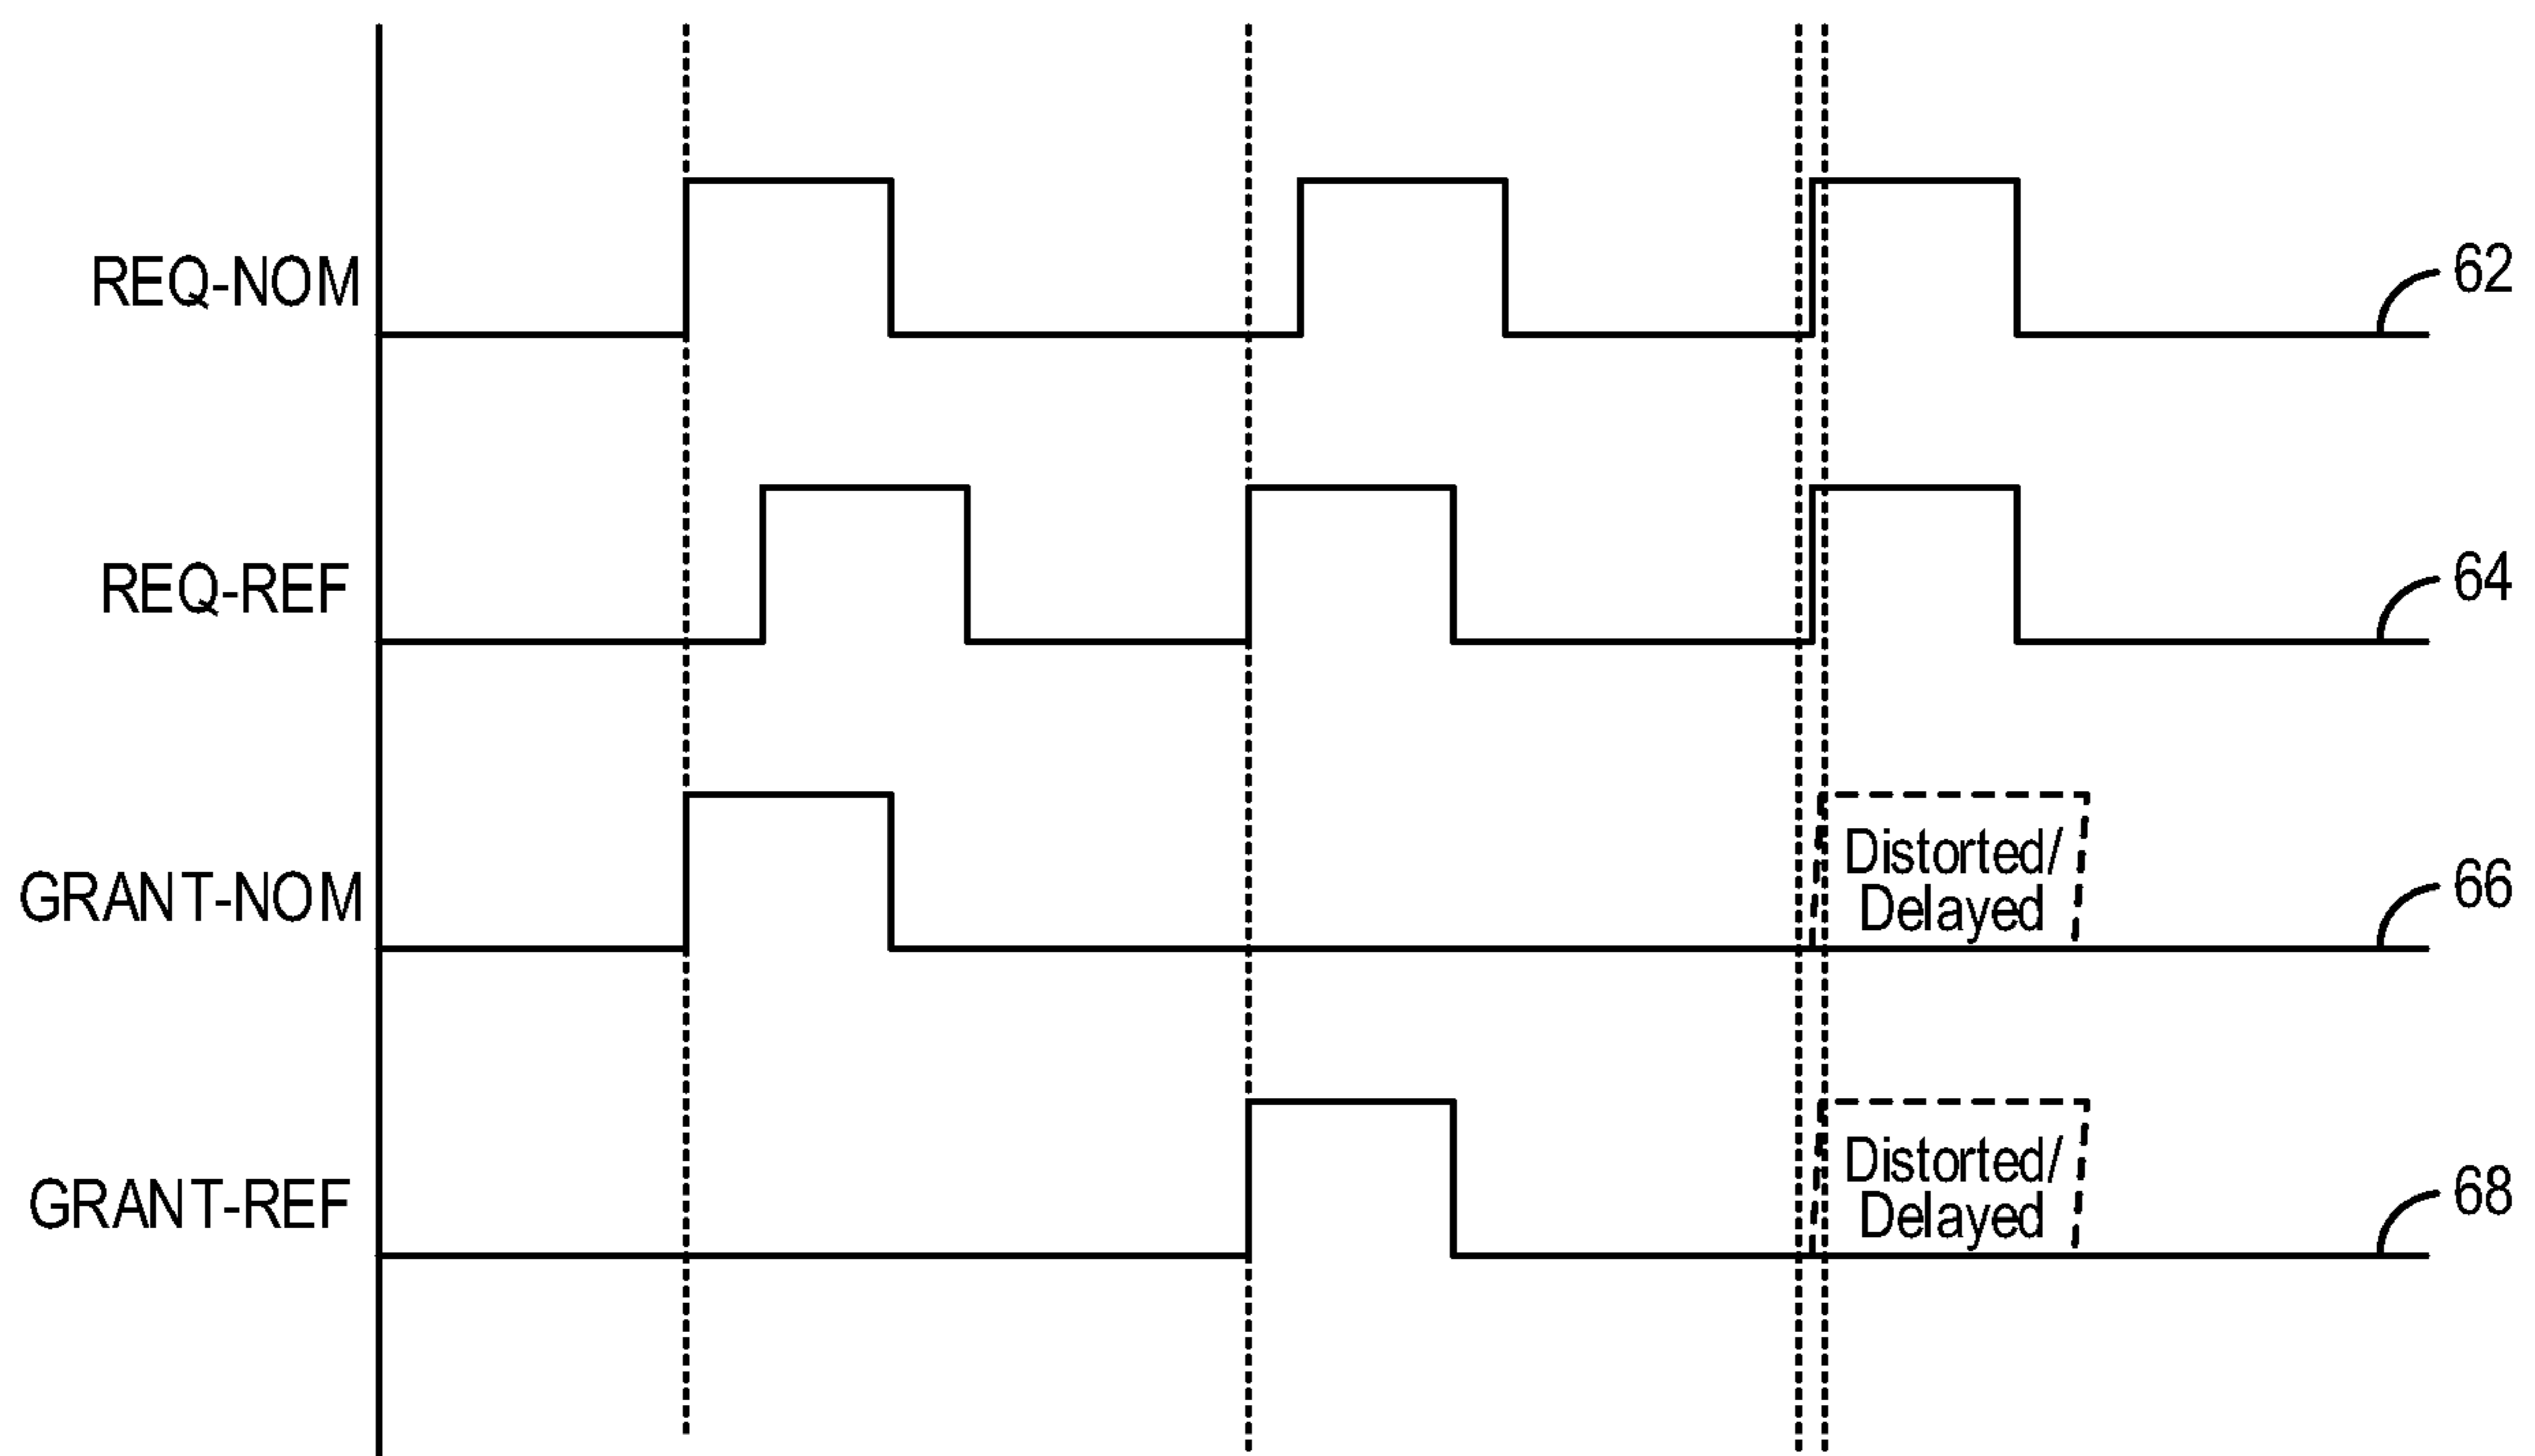 REQ-NOM
62
REQ-REF
64
GRANT-NOM
Distorted/
Delayed
66
GRANT-REF
Distorted/
Delayed
68